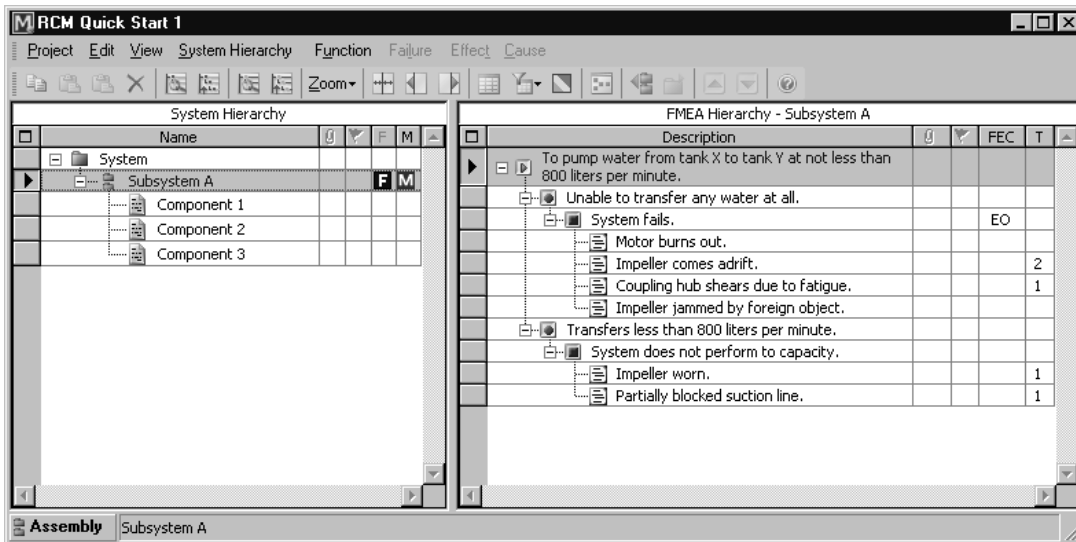 RCM Quick Start 1
Project Edit View System Hierarchy Function Failure Effect Cause
Zoom
System Hierarchy
Name F M
System
Subsystem A F M
Component 1
Component 2
Component 3
FMEA Hierarchy - Subsystem A
Description FEC T
To pump water from tank X to tank Y at not less than
800 liters per minute.
Unable to transfer any water at all.
System fails. EO
Motor burns out.
Impeller comes adrift. 2
Coupling hub shears due to fatigue. 1
Impeller jammed by foreign object.
Transfers less than 800 liters per minute.
System does not perform to capacity.
Impeller worn. 1
Partially blocked suction line. 1
Assembly Subsystem A